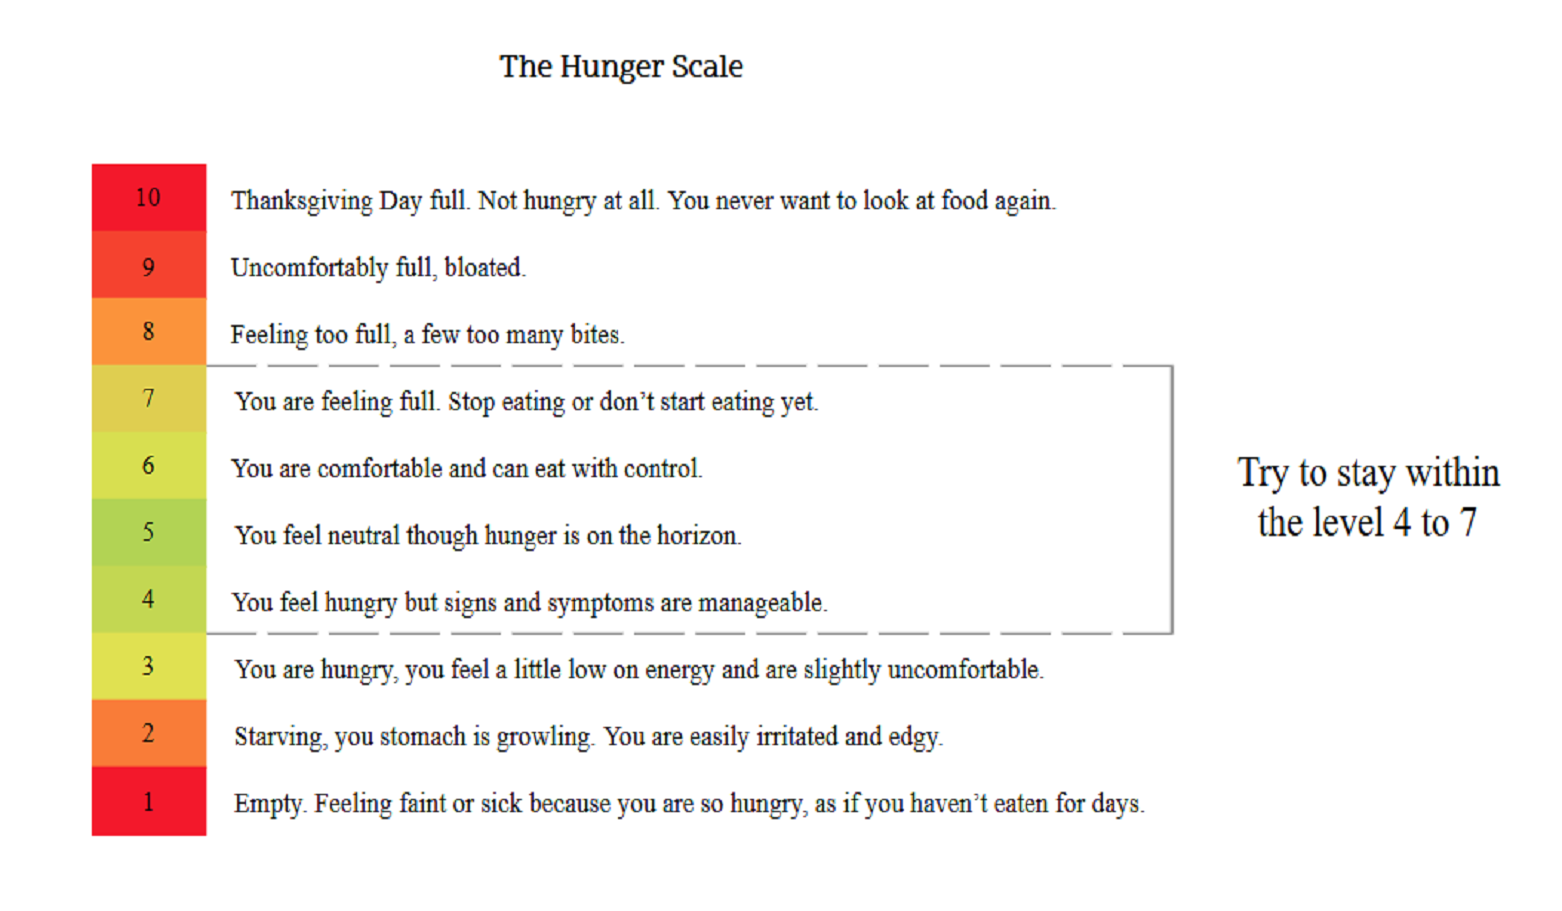 The Hunger Scale
10 Thanksgiving Day full. Not hungry at all. You never want to look at food again.
9 Uncomfortably full, bloated.
8 Feeling too full, a few too many bites.
7 You are feeling full. Stop eating or don’t start eating yet.
6 You are comfortable and can eat with control.
5 You feel neutral though hunger is on the horizon.
4 You feel hungry but signs and symptoms are manageable.
3 You are hungry, you feel a little low on energy and are slightly uncomfortable.
2 Starving, you stomach is growling. You are easily irritated and edgy.
1 Empty. Feeling faint or sick because you are so hungry, as if you haven’t eaten for days.
Try to stay within
the level 4 to 7